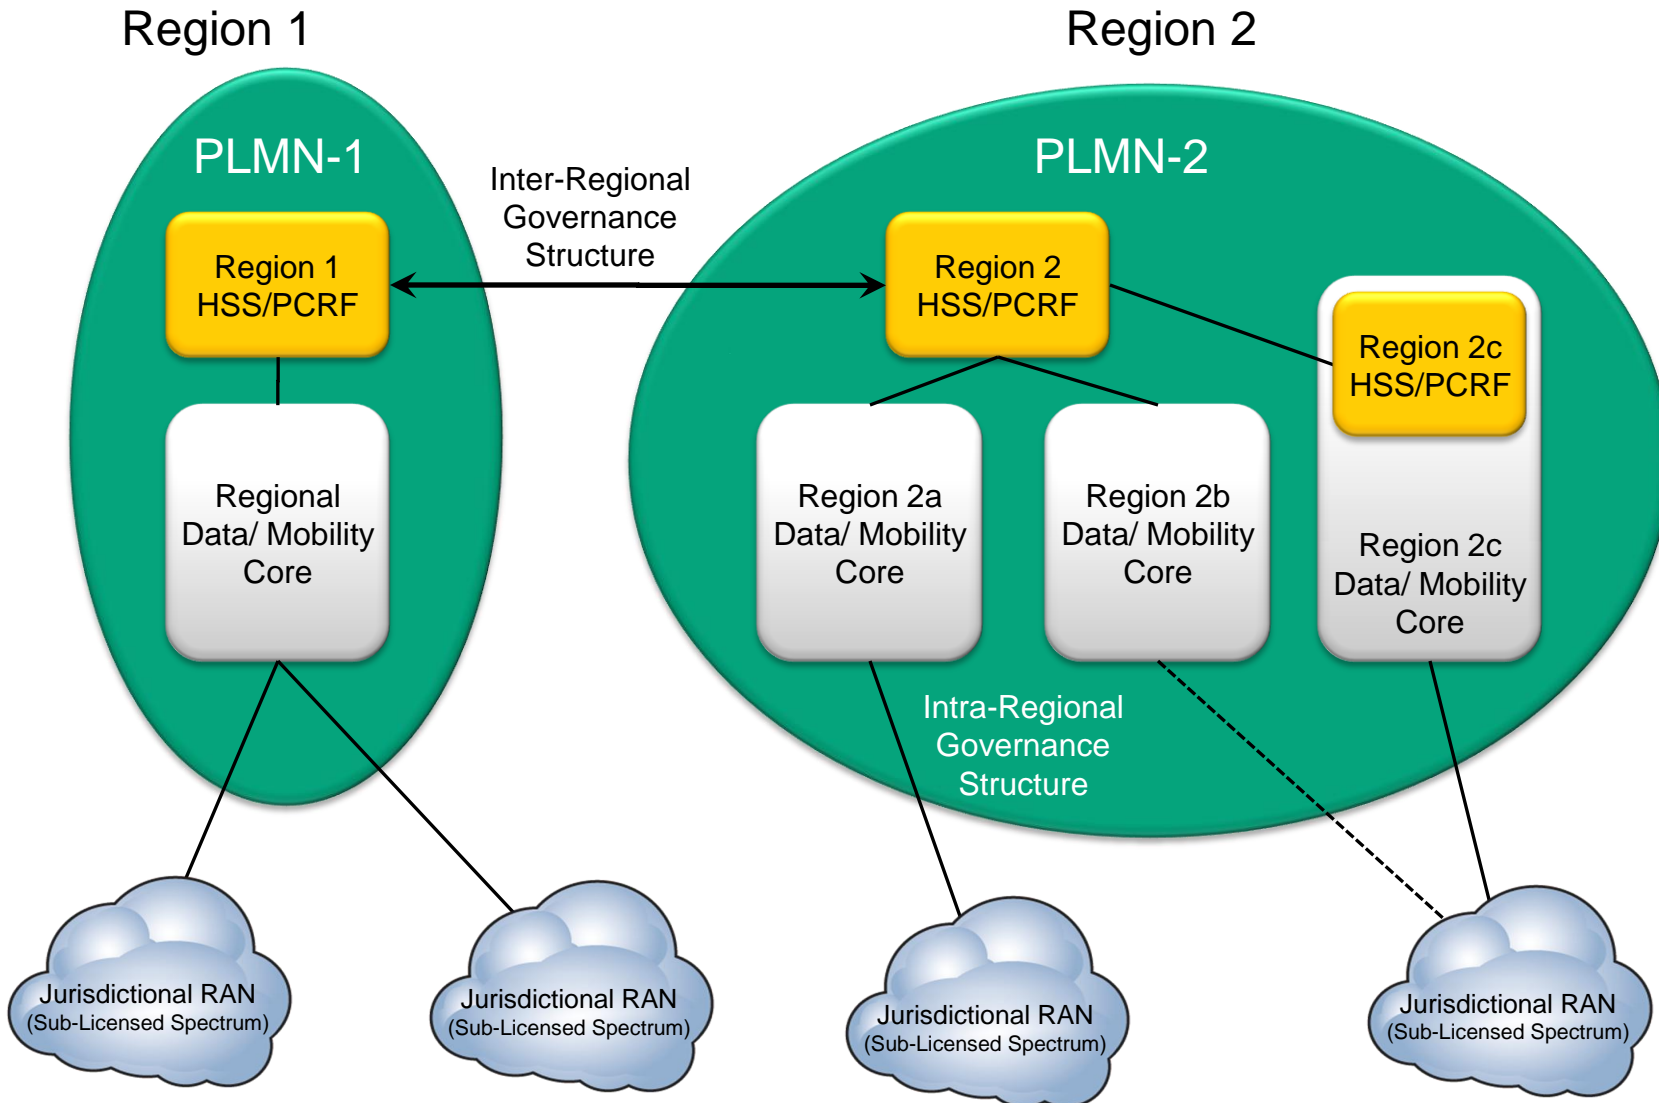 Region 1
Region 2
PLMN-1
PLMN-2
Inter-Regional
Governance
Structure
Region 1
HSS/PCRF
Region 2
HSS/PCRF
Region 2c
HSS/PCRF
Regional
Data/ Mobility
Core
Region 2a
Data/ Mobility
Core
Region 2b
Data/ Mobility
Core
Region 2c
Data/ Mobility
Core
Intra-Regional
Governance
Structure
Jurisdictional RAN
(Sub-Licensed Spectrum)
Jurisdictional RAN
(Sub-Licensed Spectrum)
Jurisdictional RAN
(Sub-Licensed Spectrum)
Jurisdictional RAN
(Sub-Licensed Spectrum)